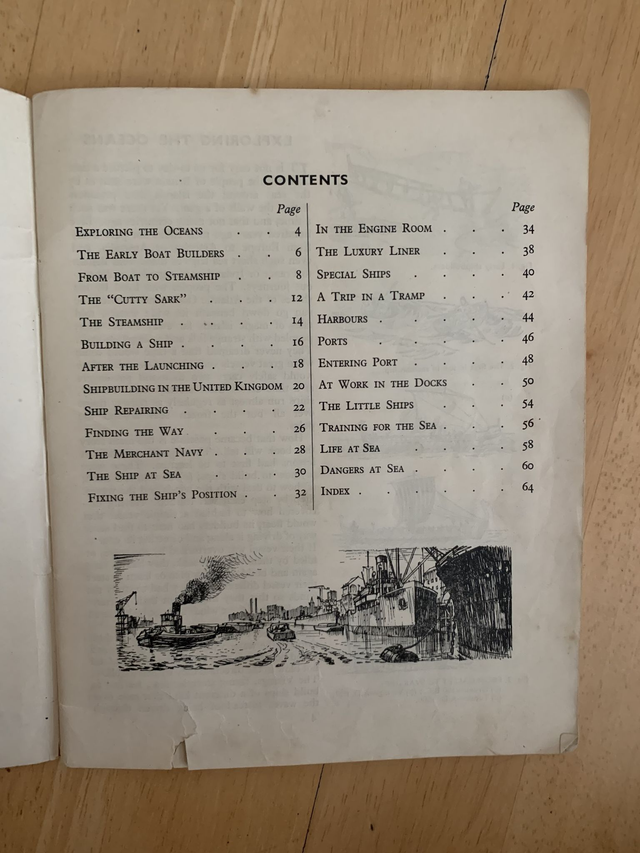 CONTENTS
Page
EXPLORING THE OCEANS . . 4
THE EARLY BOAT BUILDERS . . 6
FROM BOAT TO STEAMSHIP . . 8
THE "CUTTY SARK" . . . 12
THE STEAMSHIP . . . . 14
BUILDING A SHIP . . . . 16
AFTER THE LAUNCHING . . . 18
SHIPBUILDING IN THE UNITED KINGDOM 20
SHIP REPAIRING . . . . 22
FINDING THE WAY . . . 26
THE MERCHANT NAVY . . . 28
THE SHIP AT SEA . . . 30
FIXING THE SHIP'S POSITION . . 32
Page
IN THE ENGINE ROOM . . . 34
THE LUXURY LINER . . . 38
SPECIAL SHIPS . . . . 40
A TRIP IN A TRAMP . . . 42
HARBOURS . . . . . 44
PORTS . . . . . 46
ENTERING PORT . . . . 48
AT WORK IN THE DOCKS . . 50
THE LITTLE SHIPS . . . 54
TRAINING FOR THE SEA . . . 56
LIFE AT SEA . . . . 58
DANGERS AT SEA . . . . 60
INDEX . . . . . . 64